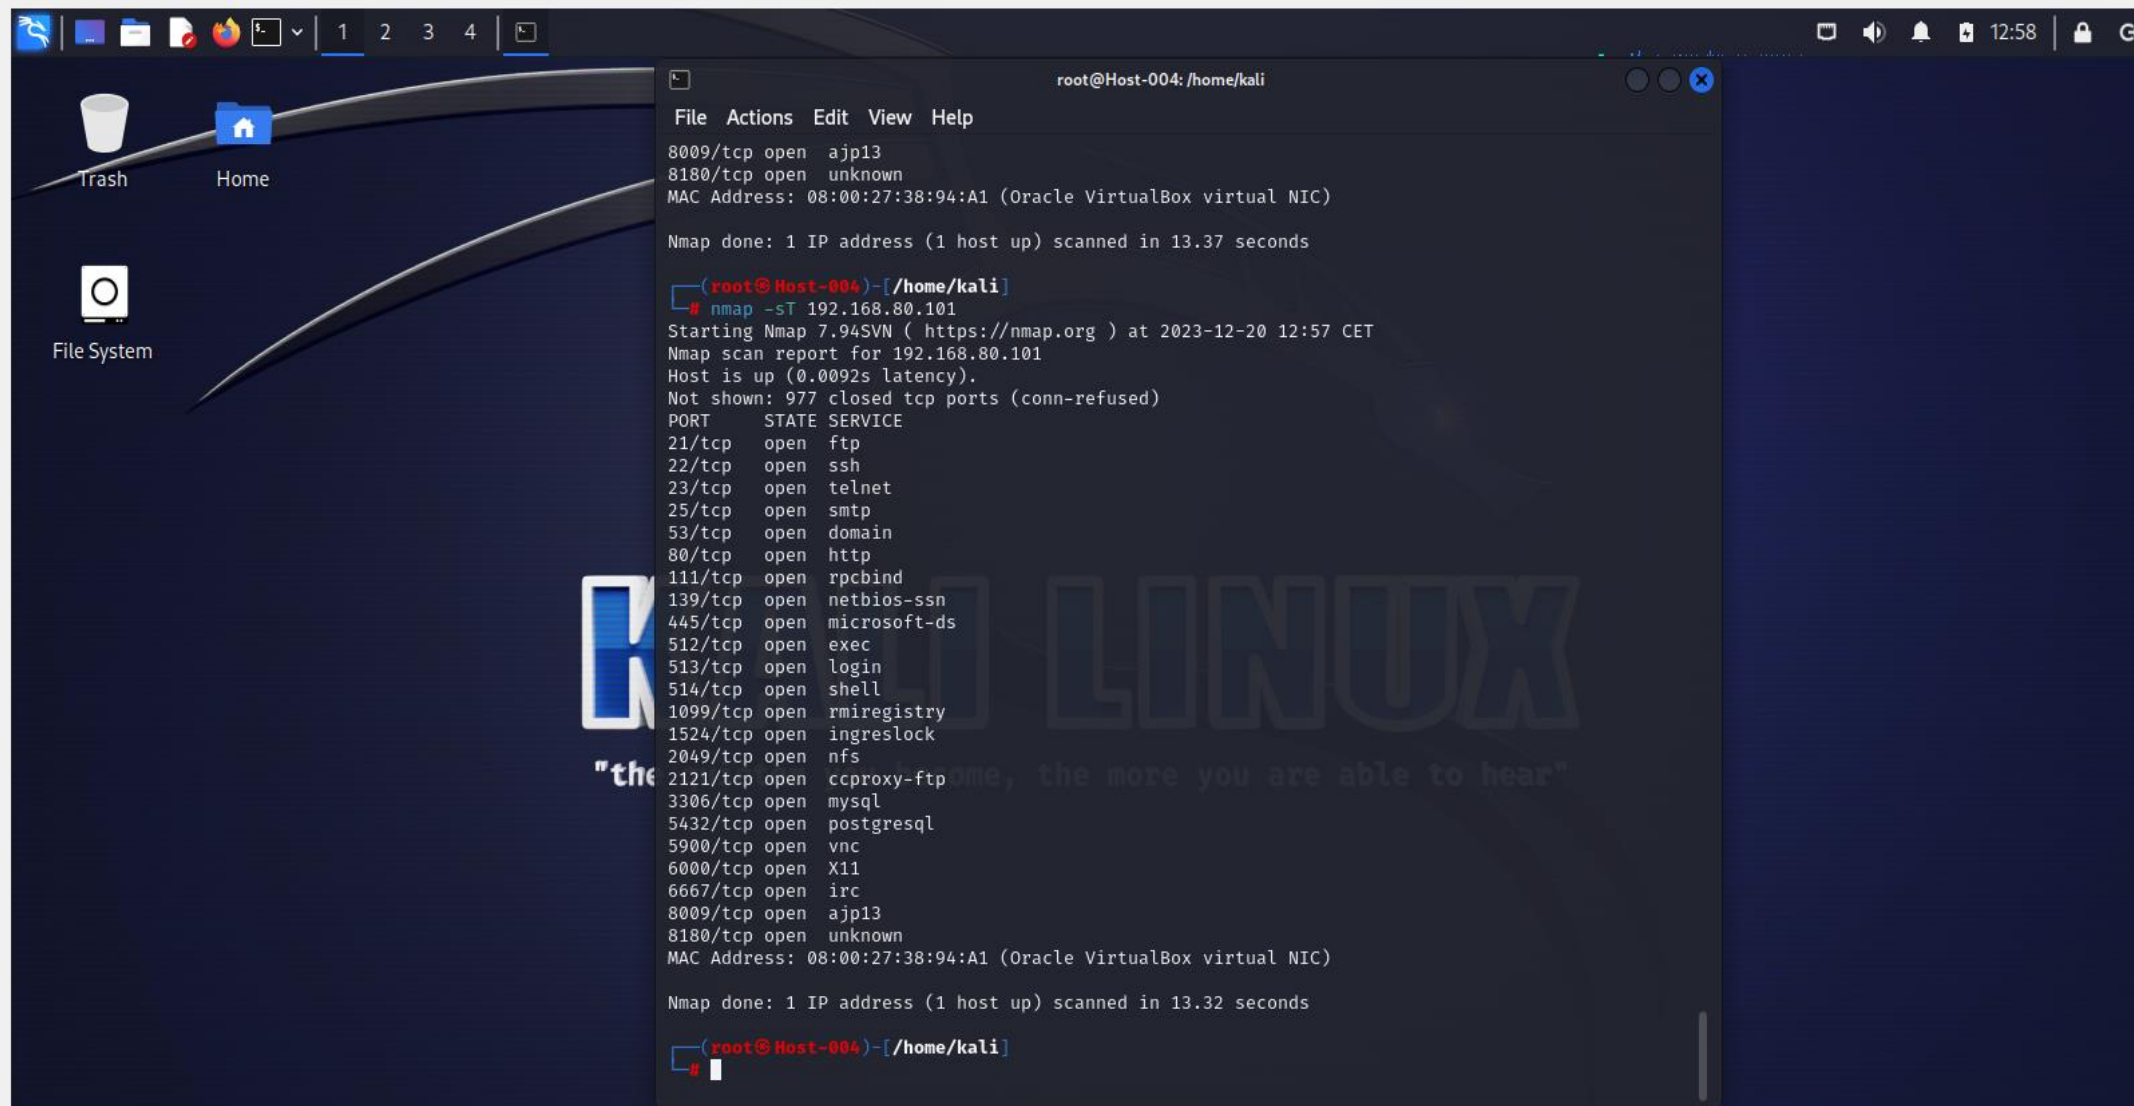 1 2 3 4
12:58
Trash
Home
File System
root@Host-004: /home/kali
File Actions Edit View Help
8009/tcp open ajp13
8180/tcp open unknown
MAC Address: 08:00:27:38:94:A1 (Oracle VirtualBox virtual NIC)
Nmap done: 1 IP address (1 host up) scanned in 13.37 seconds
┌──(root㉿Host-004)-[/home/kali]
└─# nmap -sT 192.168.80.101
Starting Nmap 7.94SVN ( https://nmap.org ) at 2023-12-20 12:57 CET
Nmap scan report for 192.168.80.101
Host is up (0.0092s latency).
Not shown: 977 closed tcp ports (conn-refused)
PORT STATE SERVICE
21/tcp open ftp
22/tcp open ssh
23/tcp open telnet
25/tcp open smtp
53/tcp open domain
80/tcp open http
111/tcp open rpcbind
139/tcp open netbios-ssn
445/tcp open microsoft-ds
512/tcp open exec
513/tcp open login
514/tcp open shell
1099/tcp open rmiregistry
1524/tcp open ingreslock
2049/tcp open nfs
2121/tcp open ccproxy-ftp
3306/tcp open mysql
5432/tcp open postgresql
5900/tcp open vnc
6000/tcp open X11
6667/tcp open irc
8009/tcp open ajp13
8180/tcp open unknown
MAC Address: 08:00:27:38:94:A1 (Oracle VirtualBox virtual NIC)
Nmap done: 1 IP address (1 host up) scanned in 13.32 seconds
┌──(root㉿Host-004)-[/home/kali]
└─#
KALI LINUX
"the you become, the more you are able to hear"